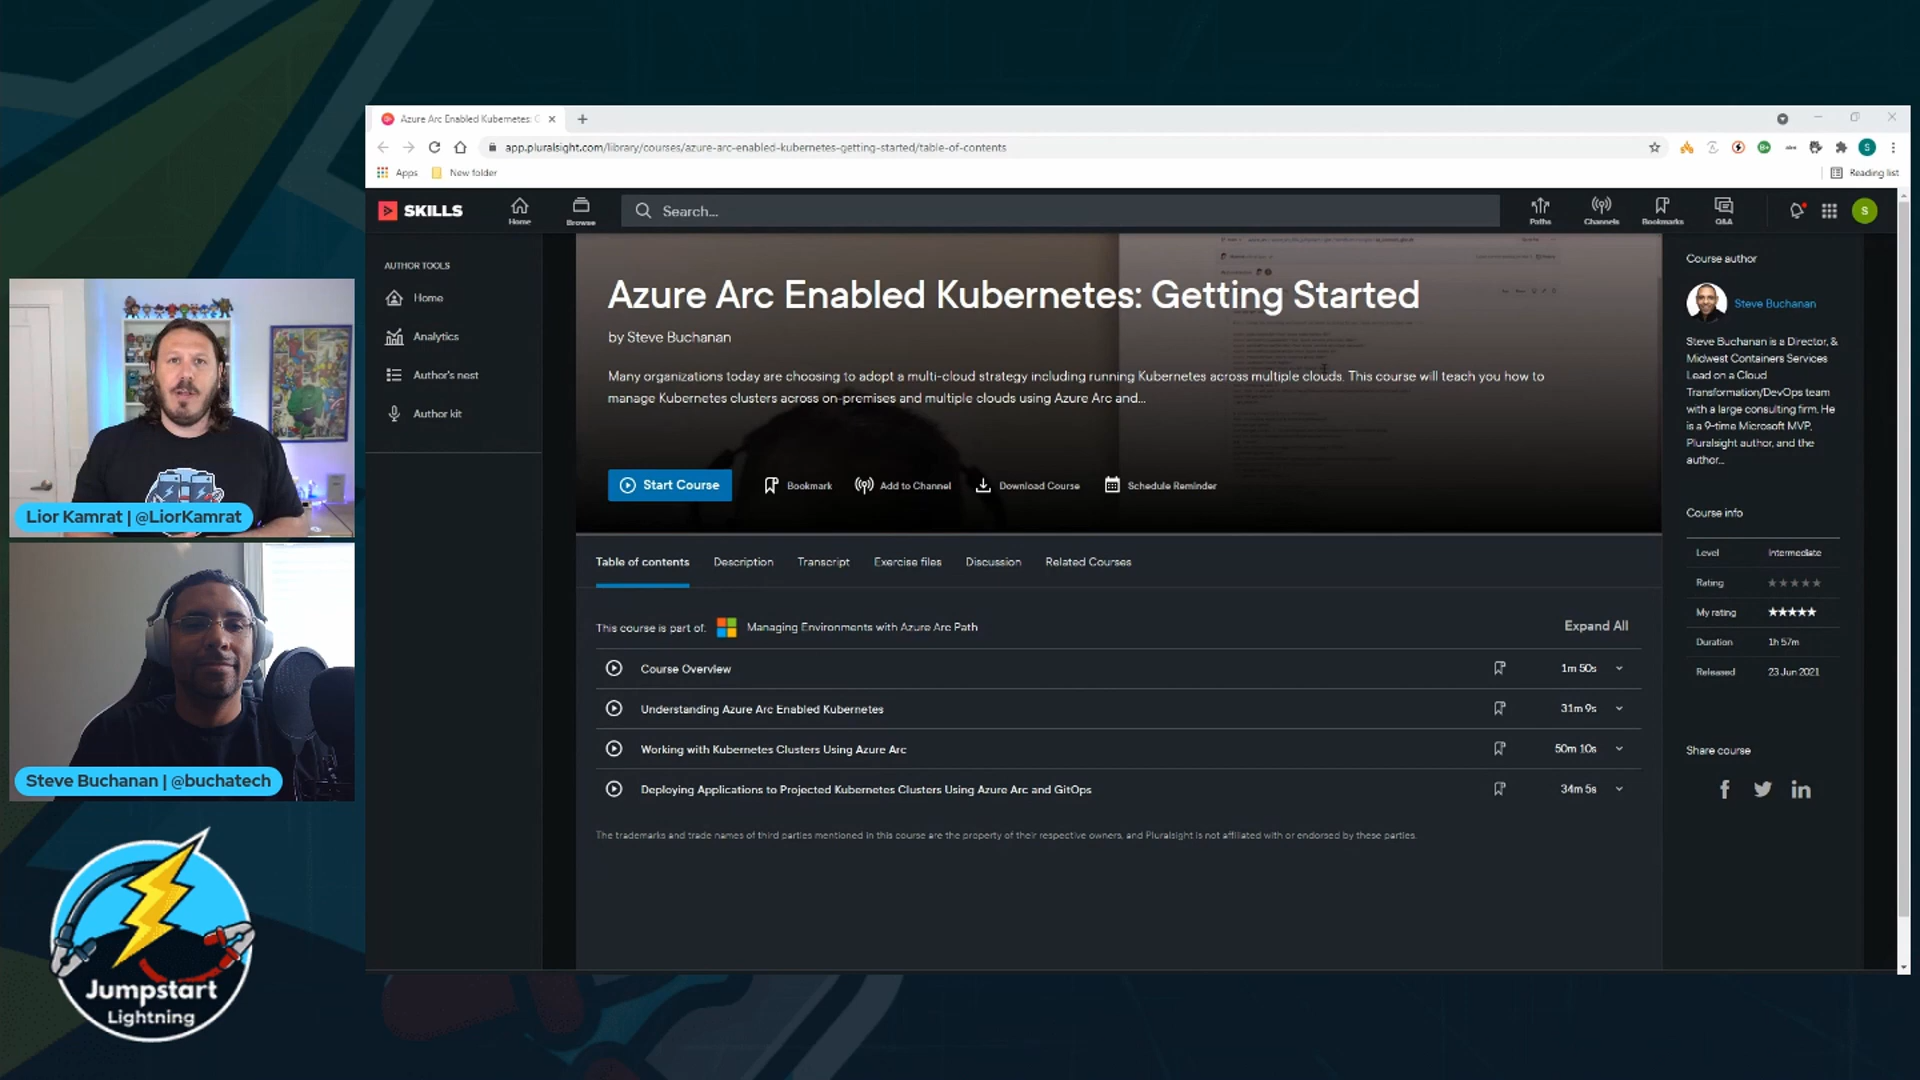 Azure Arc Enabled Kubernetes: G
app.pluralsight.com/library/courses/azure-arc-enabled-kubernetes-getting-started/table-of-contents
Apps
New folder
Reading list
SKILLS
Home
Browse
Search...
Paths
Channels
Bookmarks
Q&A
S
AUTHOR TOOLS
Home
Analytics
Author's nest
Author kit
Azure Arc Enabled Kubernetes: Getting Started
by Steve Buchanan
Many organizations today are choosing to adopt a multi-cloud strategy including running Kubernetes across multiple clouds. This course will teach you how to
manage Kubernetes clusters across on-premises and multiple clouds using Azure Arc and...
Start Course
Bookmark
Add to Channel
Download Course
Schedule Reminder
Table of contents
Description
Transcript
Exercise files
Discussion
Related Courses
This course is part of:
Managing Environments with Azure Arc Path
Expand All
Course Overview
1m 50s
Understanding Azure Arc Enabled Kubernetes
31m 9s
Working with Kubernetes Clusters Using Azure Arc
50m 10s
Deploying Applications to Projected Kubernetes Clusters Using Azure Arc and GitOps
34m 5s
The trademarks and trade names of third parties mentioned in this course are the property of their respective owners, and Pluralsight is not affiliated with or endorsed by these parties.
Course author
Steve Buchanan
Steve Buchanan is a Director, &
Midwest Containers Services
Lead on a Cloud
Transformation/DevOps team
with a large consulting firm. He
is a 9-time Microsoft MVP,
Pluralsight author, and the
author...
Course info
Level Intermediate
Rating
My rating
Duration 1h 57m
Released 23 Jun 2021
Share course
Lior Kamrat | @LiorKamrat
Steve Buchanan | @buchatech
Jumpstart
Lightning